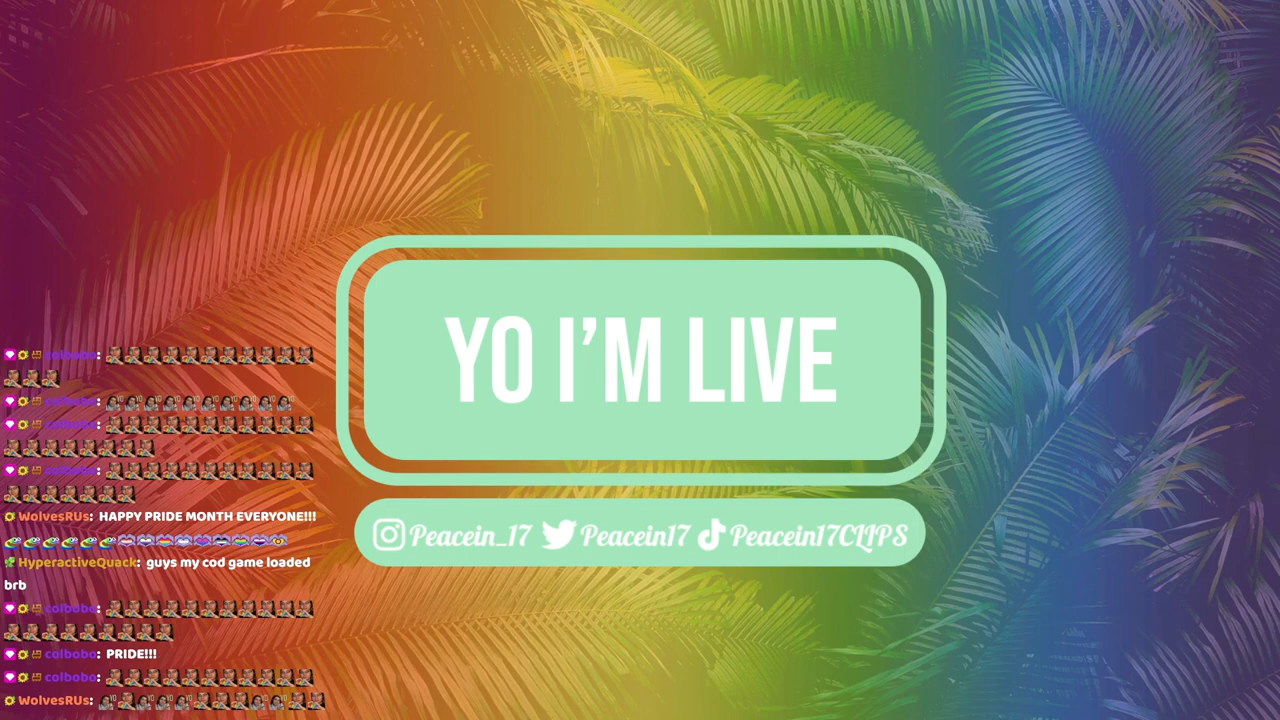 YO I’M LIVE
Peacein_17 Peacein17 Peacein17CLIPS
colbobo:
colbobo:
colbobo:
colbobo:
WolvesRUs: HAPPY PRIDE MONTH EVERYONE!!!
HyperactiveQuack: guys my cod game loaded
brb
colbobo:
colbobo: PRIDE!!!
colbobo:
WolvesRUs: